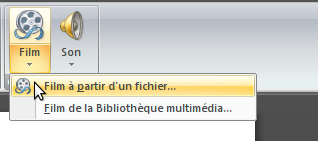 Film
Son
Film à partir d'un fichier...
Film de la Bibliothèque multimédia...